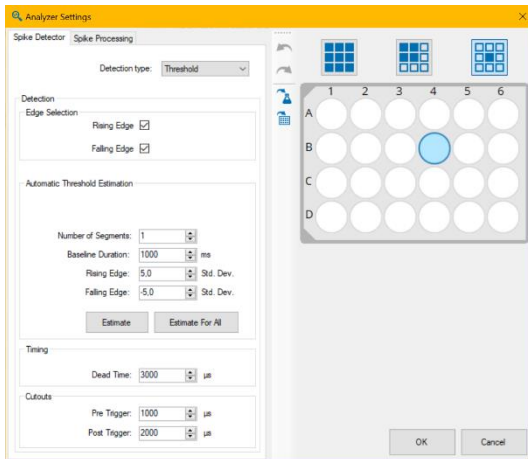 Analyzer Settings
Spike Detector Spike Processing
Detection type: Threshold
Detection
Edge Selection
Rising Edge
Falling Edge
Automatic Threshold Estimation
Number of Segments: 1
Baseline Duration: 1000 ms
Rising Edge: 5,0 Std. Dev.
Falling Edge: -5,0 Std. Dev.
Estimate Estimate For All
Timing
Dead Time: 3000 µs
Cutouts
Pre Trigger: 1000 µs
Post Trigger: 2000 µs
1 2 3 4 5 6
A
B
C
D
OK Cancel